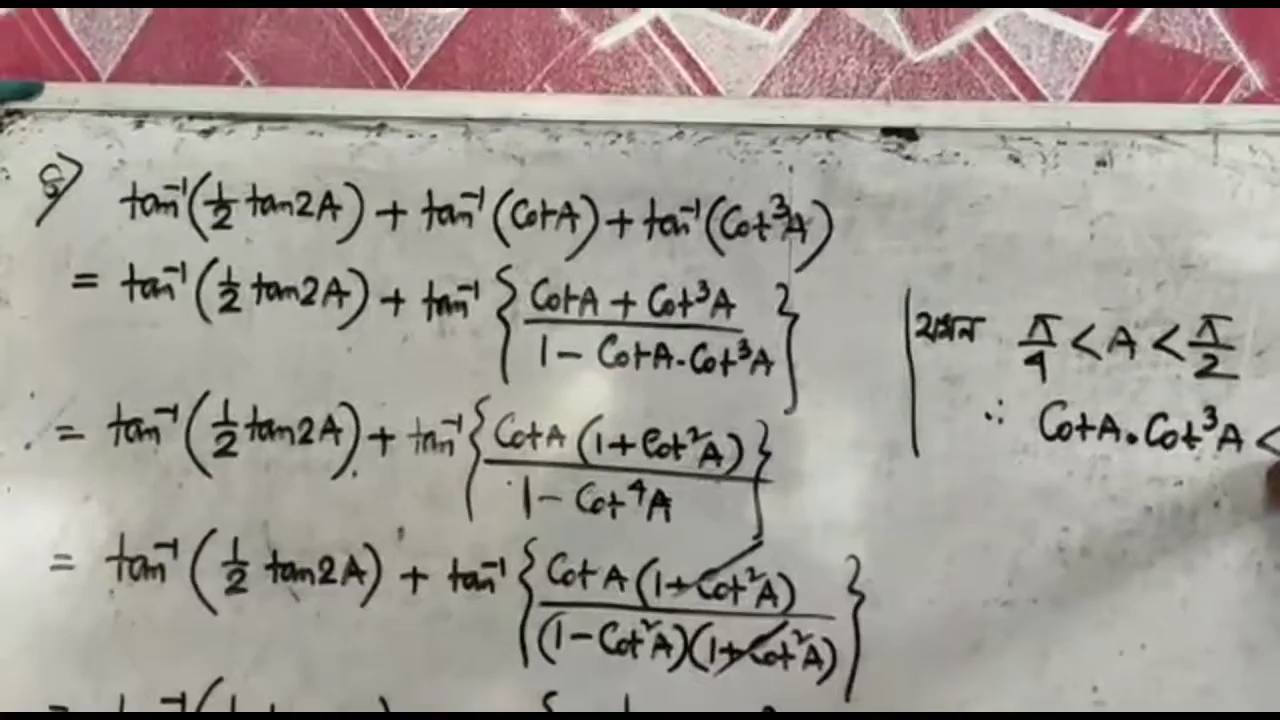 8) tan⁻¹(1/2 tan2A) + tan⁻¹(CotA) + tan⁻¹(Cot³A)
= tan⁻¹(1/2 tan2A) + tan⁻¹{(CotA + Cot³A)/(1 - CotA.Cot³A)}
যখন π/4 < A < π/2
∴ CotA.Cot³A <
= tan⁻¹(1/2 tan2A) + tan⁻¹{CotA(1+Cot²A)/(1 - Cot⁴A)}
= tan⁻¹(1/2 tan2A) + tan⁻¹{CotA(1+Cot²A)/((1-Cot²A)(1+Cot²A))}